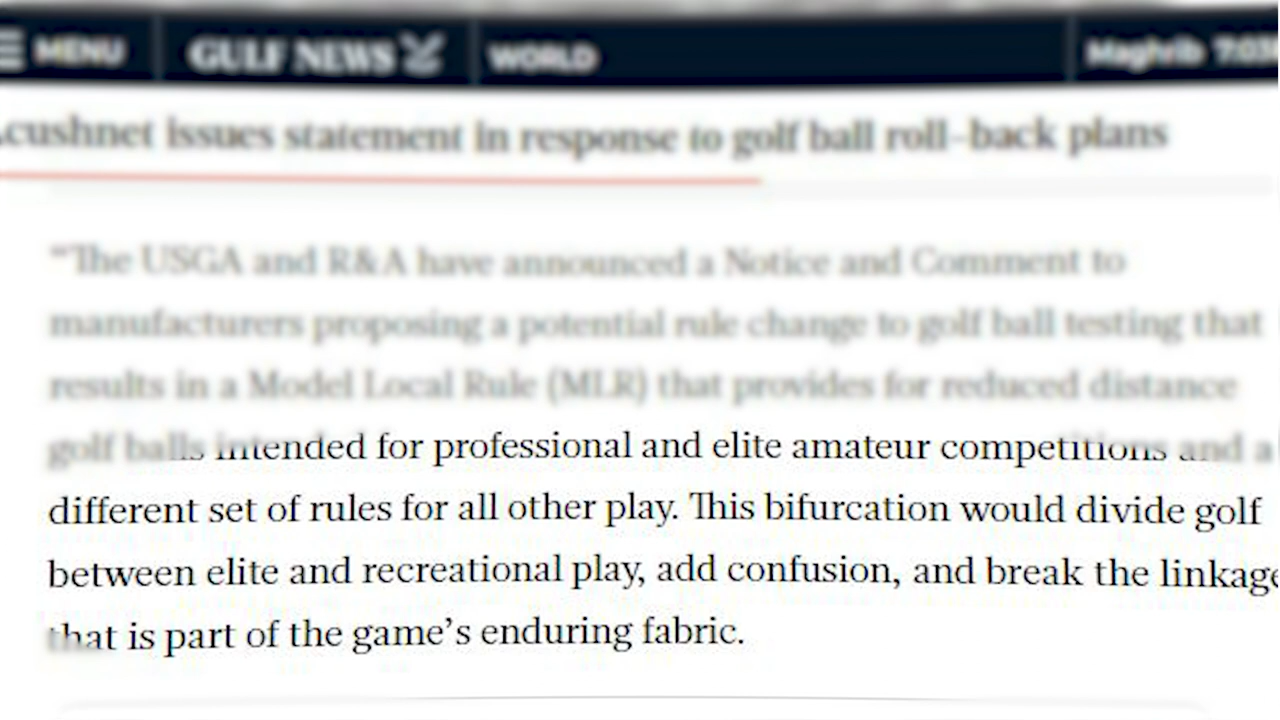 MENU GULF NEWS WORLD Maghrib
cushnet issues statement in response to golf ball roll-back plans
“The USGA and R&A have announced a Notice and Comment to
manufacturers proposing a potential rule change to golf ball testing that
results in a Model Local Rule (MLR) that provides for reduced distance
golf balls intended for professional and elite amateur competitions and a
different set of rules for all other play. This bifurcation would divide golf
between elite and recreational play, add confusion, and break the linkage
that is part of the game’s enduring fabric.